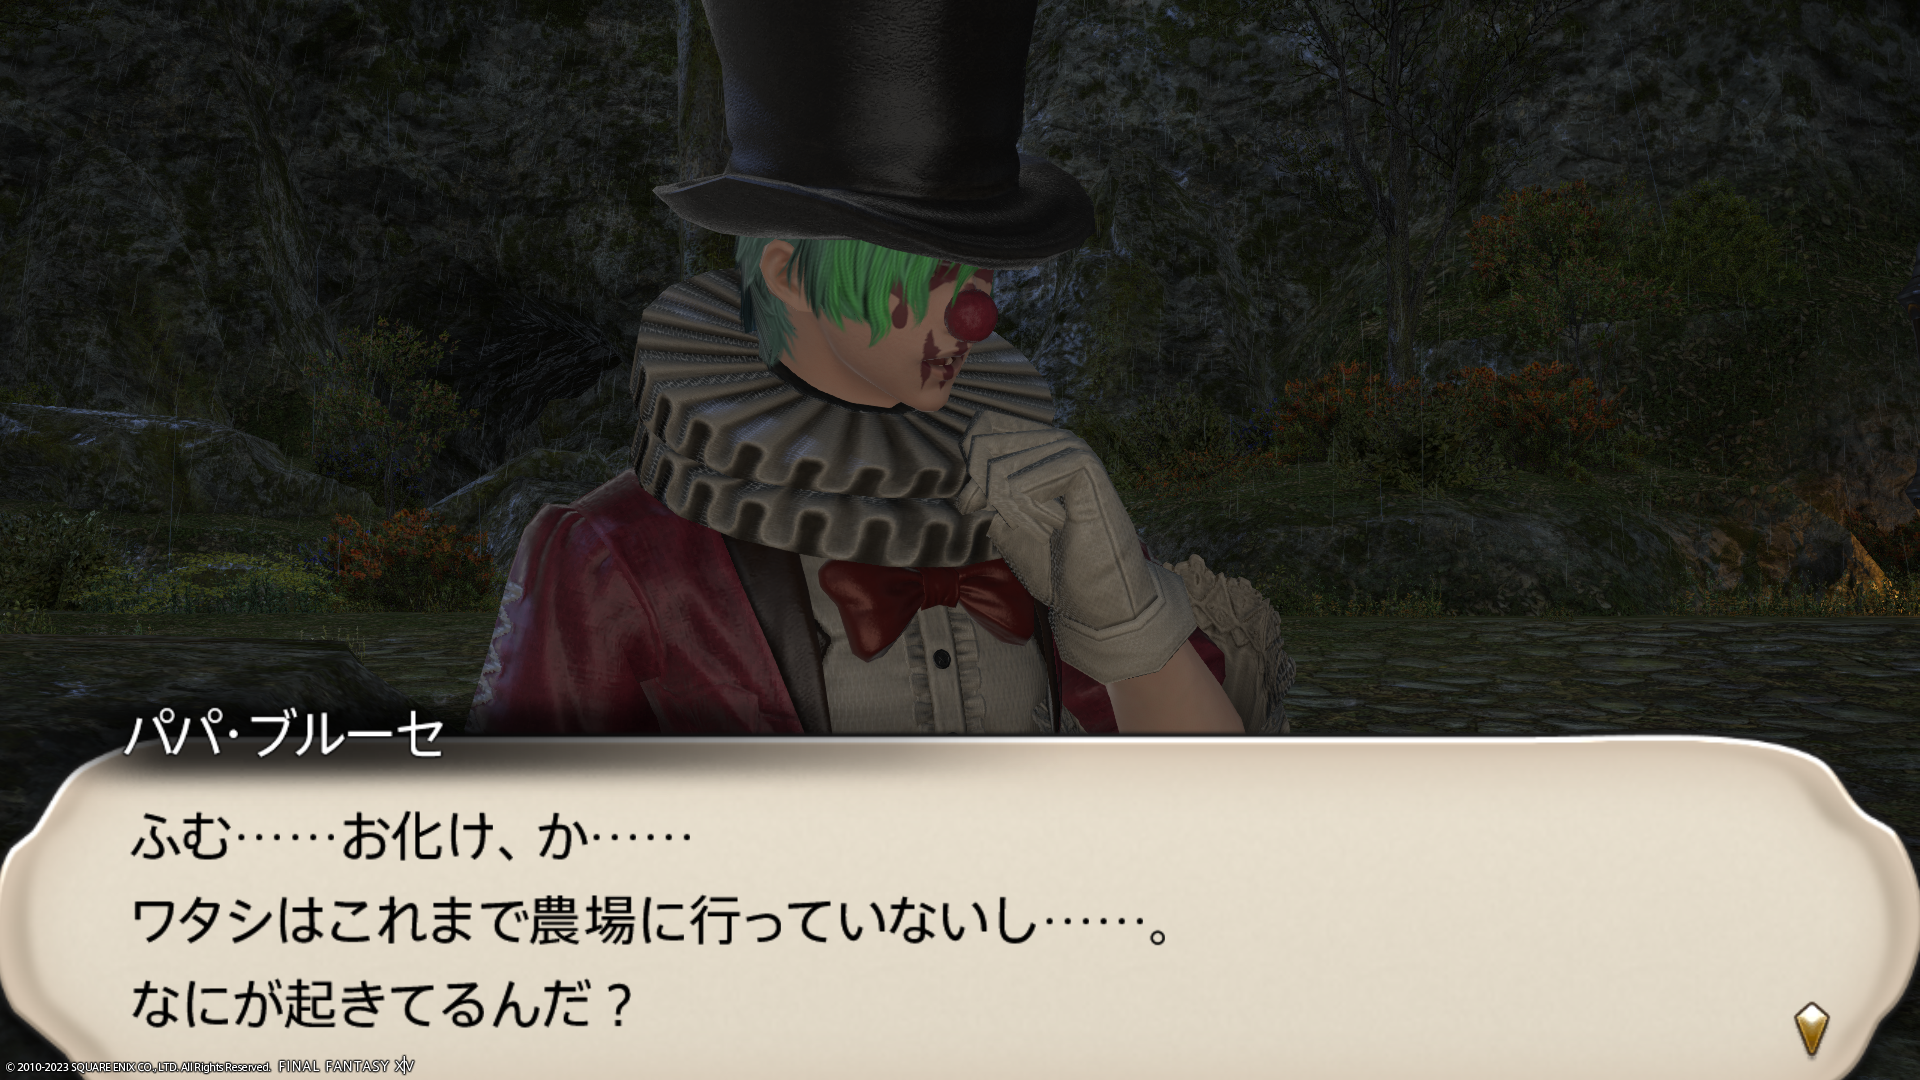 パパ・ブルーセ
ふむ……お化け、か……
ワタシはこれまで農場に行っていないし……。
なにが起きてるんだ？
© 2010-2023 SQUARE ENIX CO., LTD. All Rights Reserved. FINAL FANTASY XIV